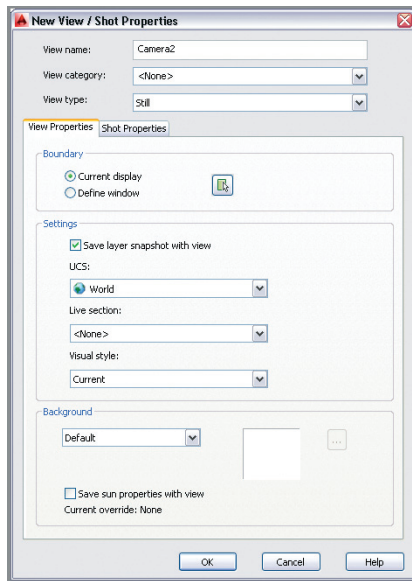 New View / Shot Properties
View name: Camera2
View category: <None>
View type: Still
View Properties Shot Properties
Boundary
Current display
Define window
Settings
Save layer snapshot with view
UCS:
World
Live section:
<None>
Visual style:
Current
Background
Default
...
Save sun properties with view
Current override: None
OK Cancel Help